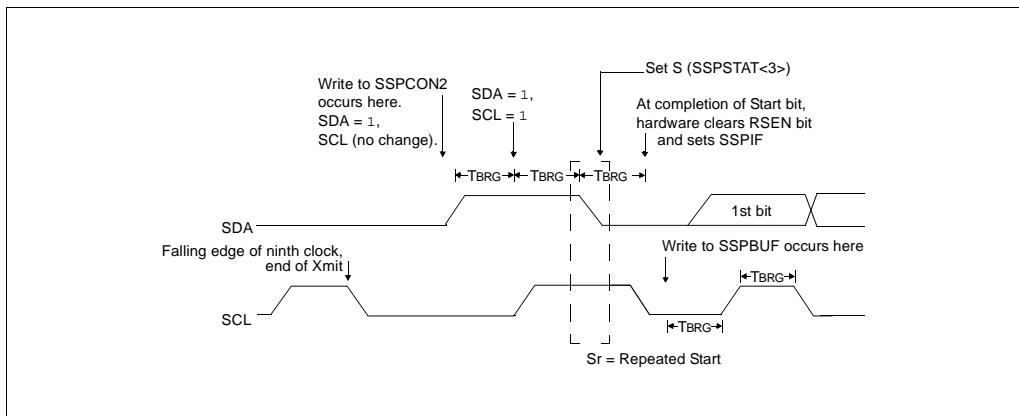 Set S (SSPSTAT<3>)
Write to SSPCON2
occurs here.
SDA = 1,
SCL (no change).
SDA = 1,
SCL = 1
At completion of Start bit,
hardware clears RSEN bit
and sets SSPIF
TBRG
TBRG
TBRG
SDA
1st bit
Falling edge of ninth clock,
end of Xmit
Write to SSPBUF occurs here
TBRG
SCL
TBRG
Sr = Repeated Start